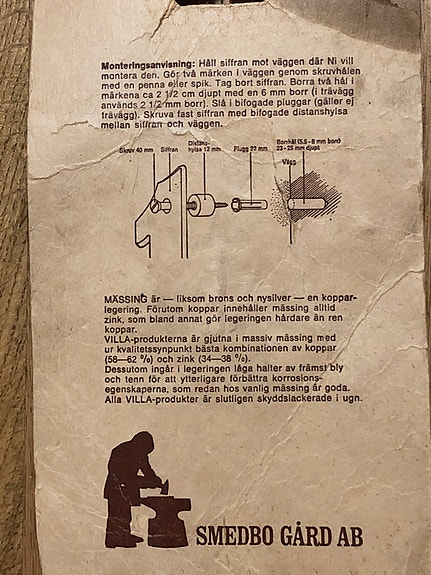 Monteringsanvisning: Håll siffran mot väggen där Ni vill
montera den. Gör två märken i väggen genom skruvhålen
med en penna eller spik. Tag bort siffran. Borra två hål i
märkena ca 2 1/2 cm djupt med en 6 mm borr (i trävägg
används 2 1/2 mm borr). Slå i bifogade pluggar (gäller ej
trävägg). Skruva fast siffran med bifogade distanshylsa
mellan siffran och väggen.
Skruv 40 mm
Siffran
Distans-
hylsa 12 mm
Plugg 22 mm
Borrhål (5,5 - 6 mm borr)
23 - 25 mm djupt
Vägg
MÄSSING är — liksom brons och nysilver — en koppar-
legering. Förutom koppar innehåller mässing alltid
zink, som bland annat gör legeringen hårdare än ren
koppar.
VILLA-produkterna är gjutna i massiv mässing med
ur kvalitetssynpunkt bästa kombinationen av koppar
(58—62 %) och zink (34—38 %).
Dessutom ingår i legeringen låga halter av främst bly
och tenn för att ytterligare förbättra korrosions-
egenskaperna, som redan hos vanlig mässing är goda.
Alla VILLA-produkter är slutligen skyddslackerade i ugn.
SMEDBO GÅRD AB